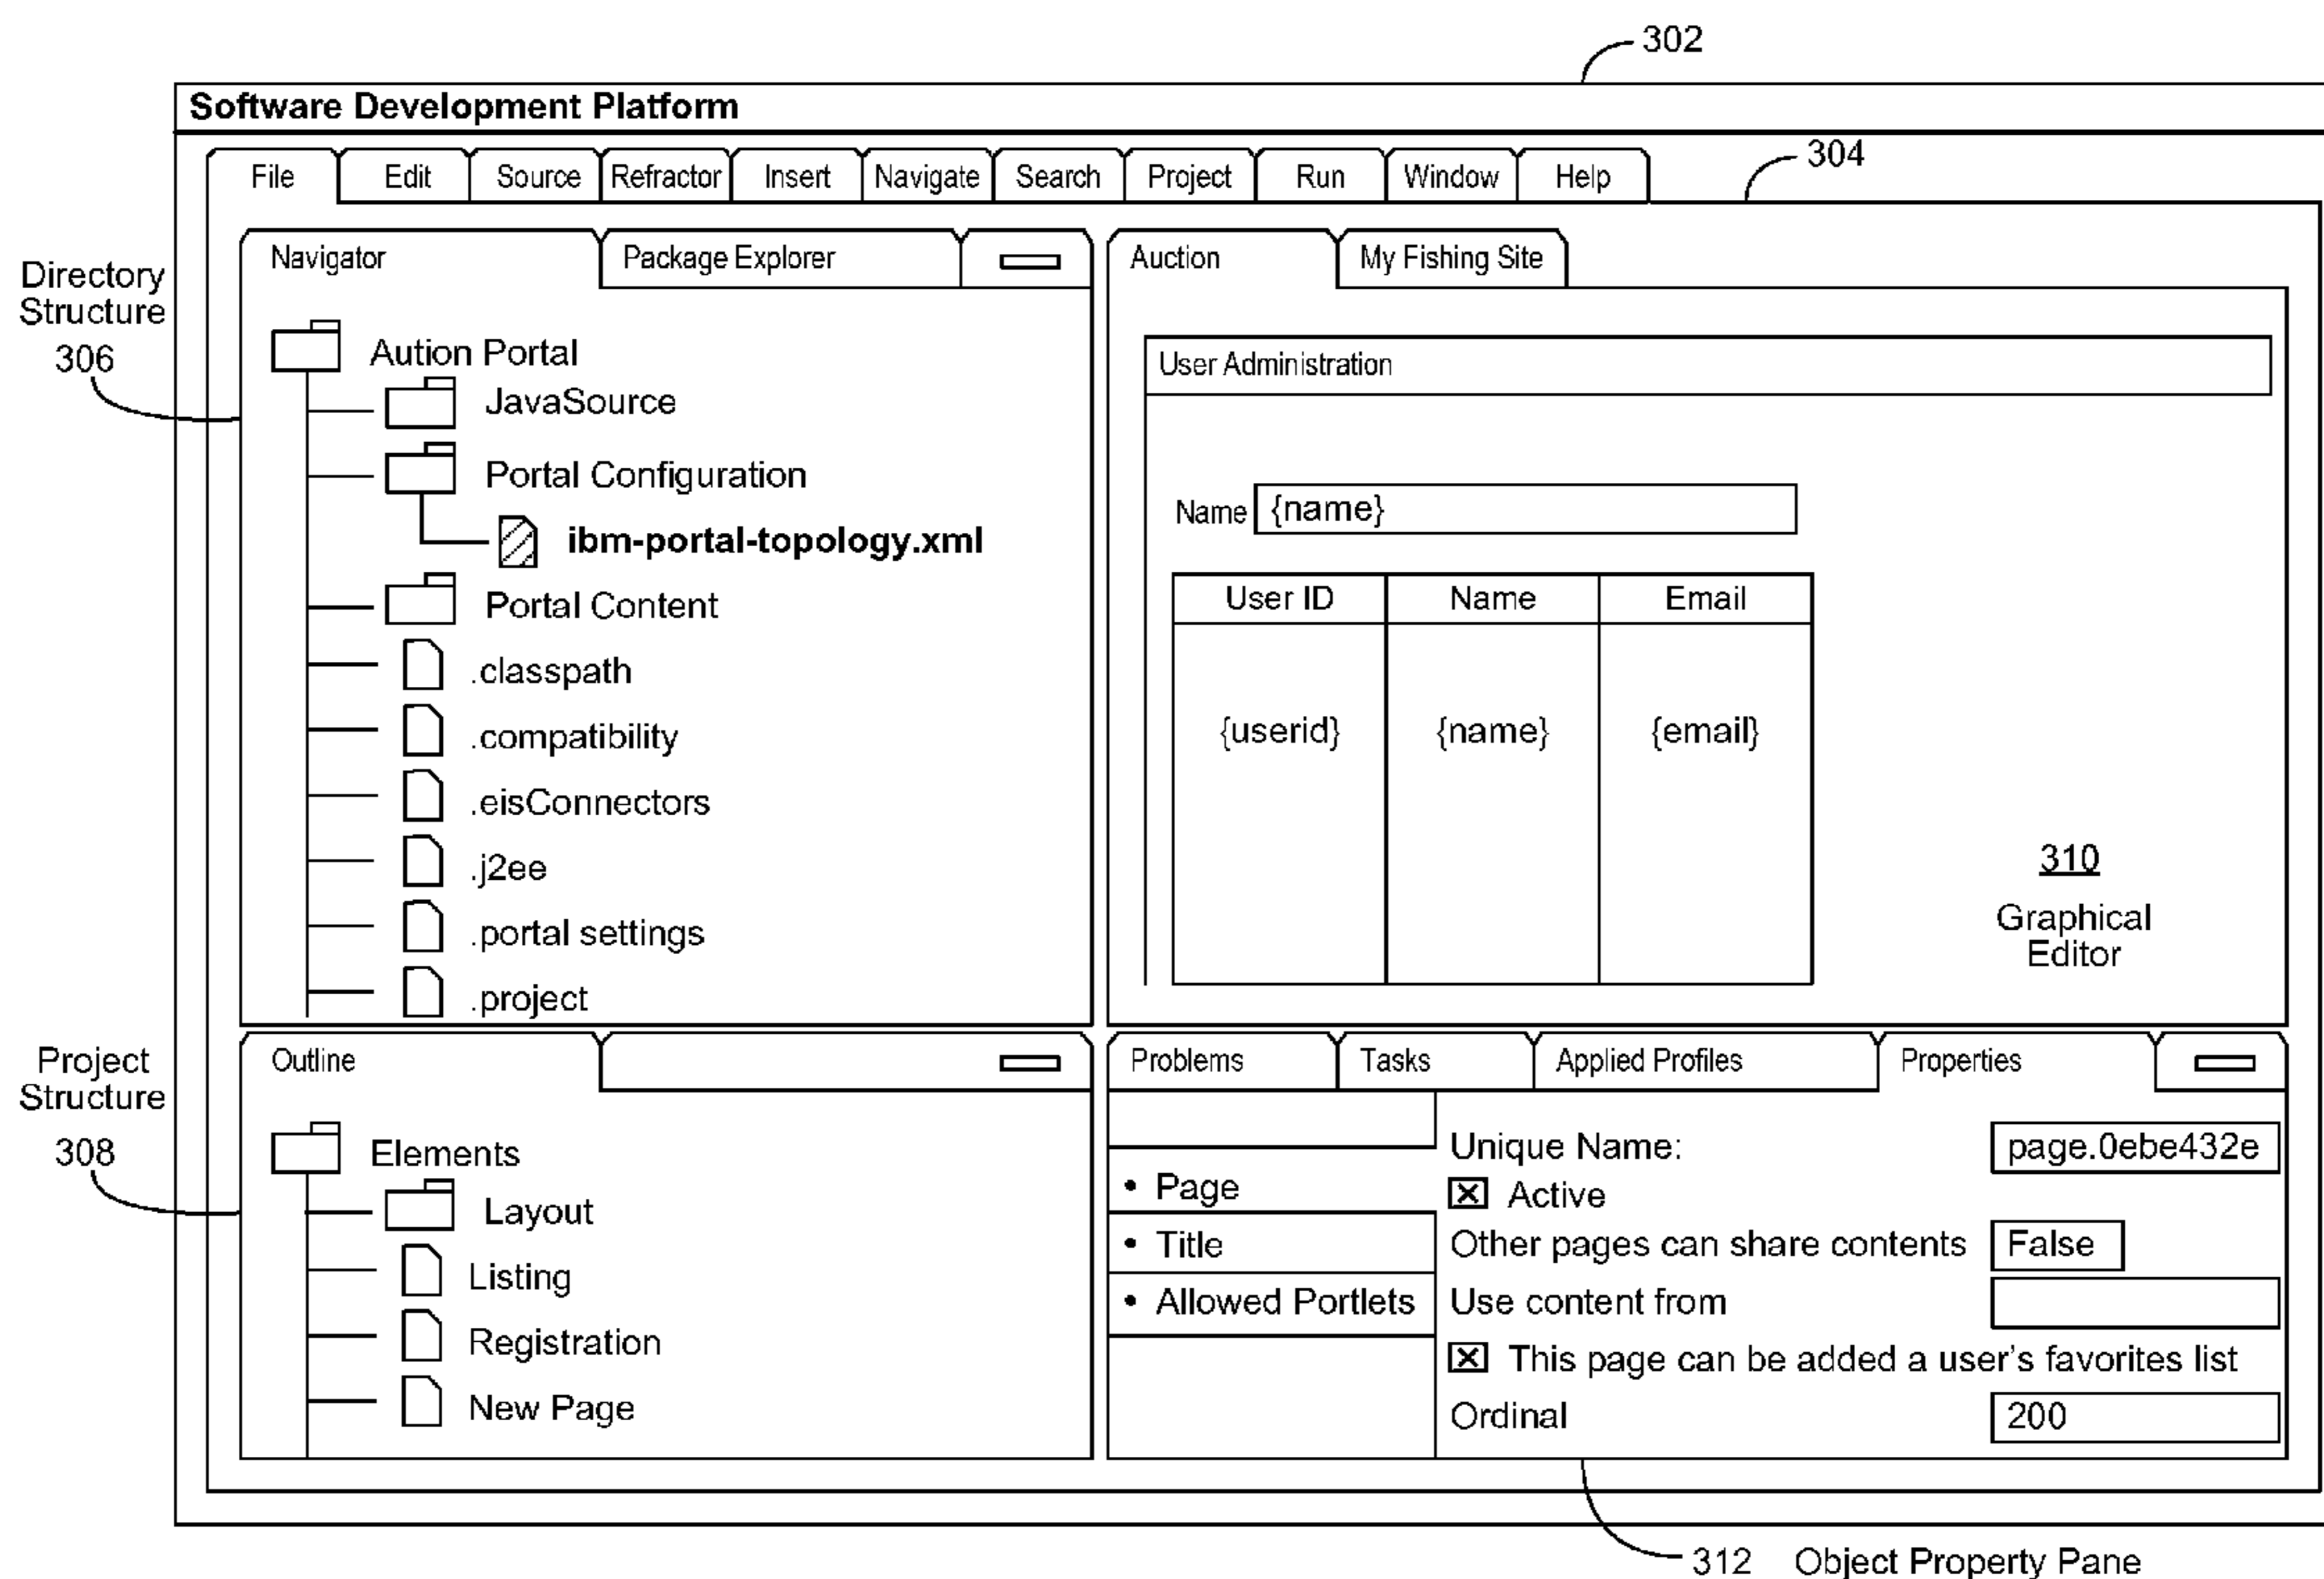 302
Software Development Platform
304
File Edit Source Refractor Insert Navigate Search Project Run Window Help
Directory
Structure
306
Navigator Package Explorer
Aution Portal
JavaSource
Portal Configuration
ibm-portal-topology.xml
Portal Content
.classpath
.compatibility
.eisConnectors
.j2ee
.portal settings
.project
Auction My Fishing Site
User Administration
Name {name}
User ID Name Email
{userid} {name} {email}
310
Graphical
Editor
Project
Structure
308
Outline
Elements
Layout
Listing
Registration
New Page
Problems Tasks Applied Profiles Properties
• Page
• Title
• Allowed Portlets
Unique Name: page.0ebe432e
Active
Other pages can share contents False
Use content from
This page can be added a user's favorites list
Ordinal 200
312 Object Property Pane